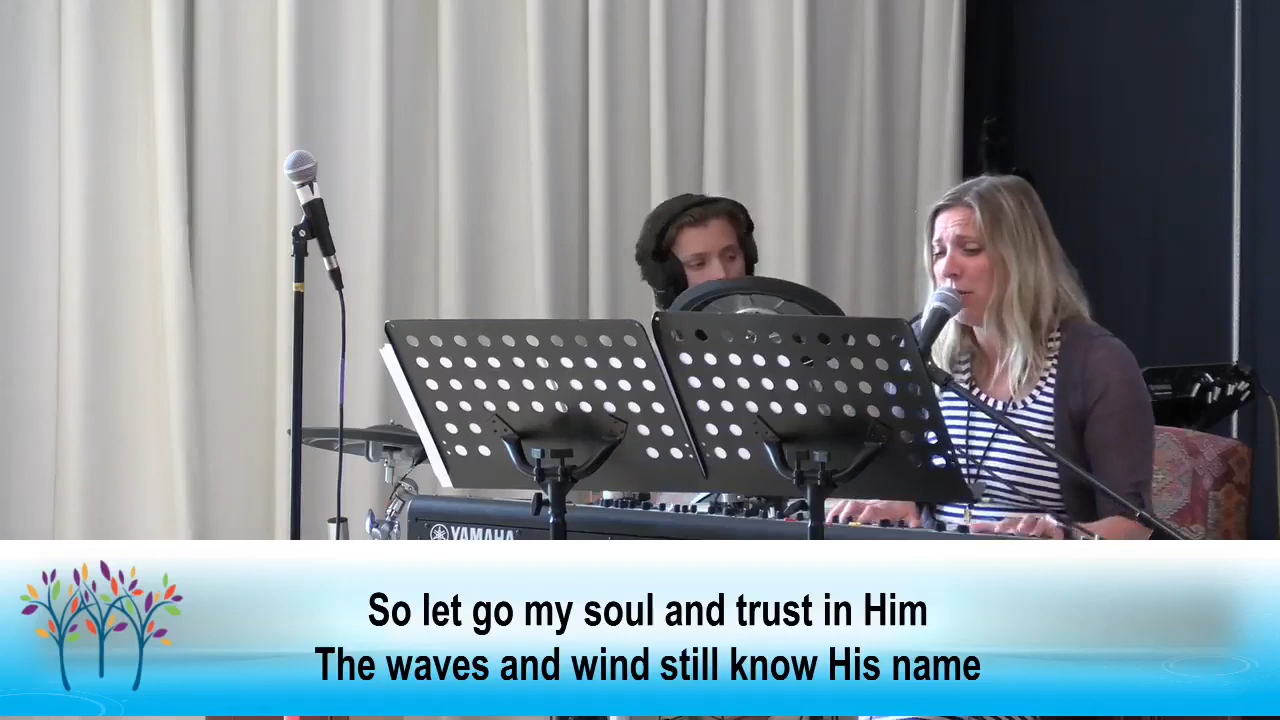 YAMAHA
So let go my soul and trust in Him
The waves and wind still know His name